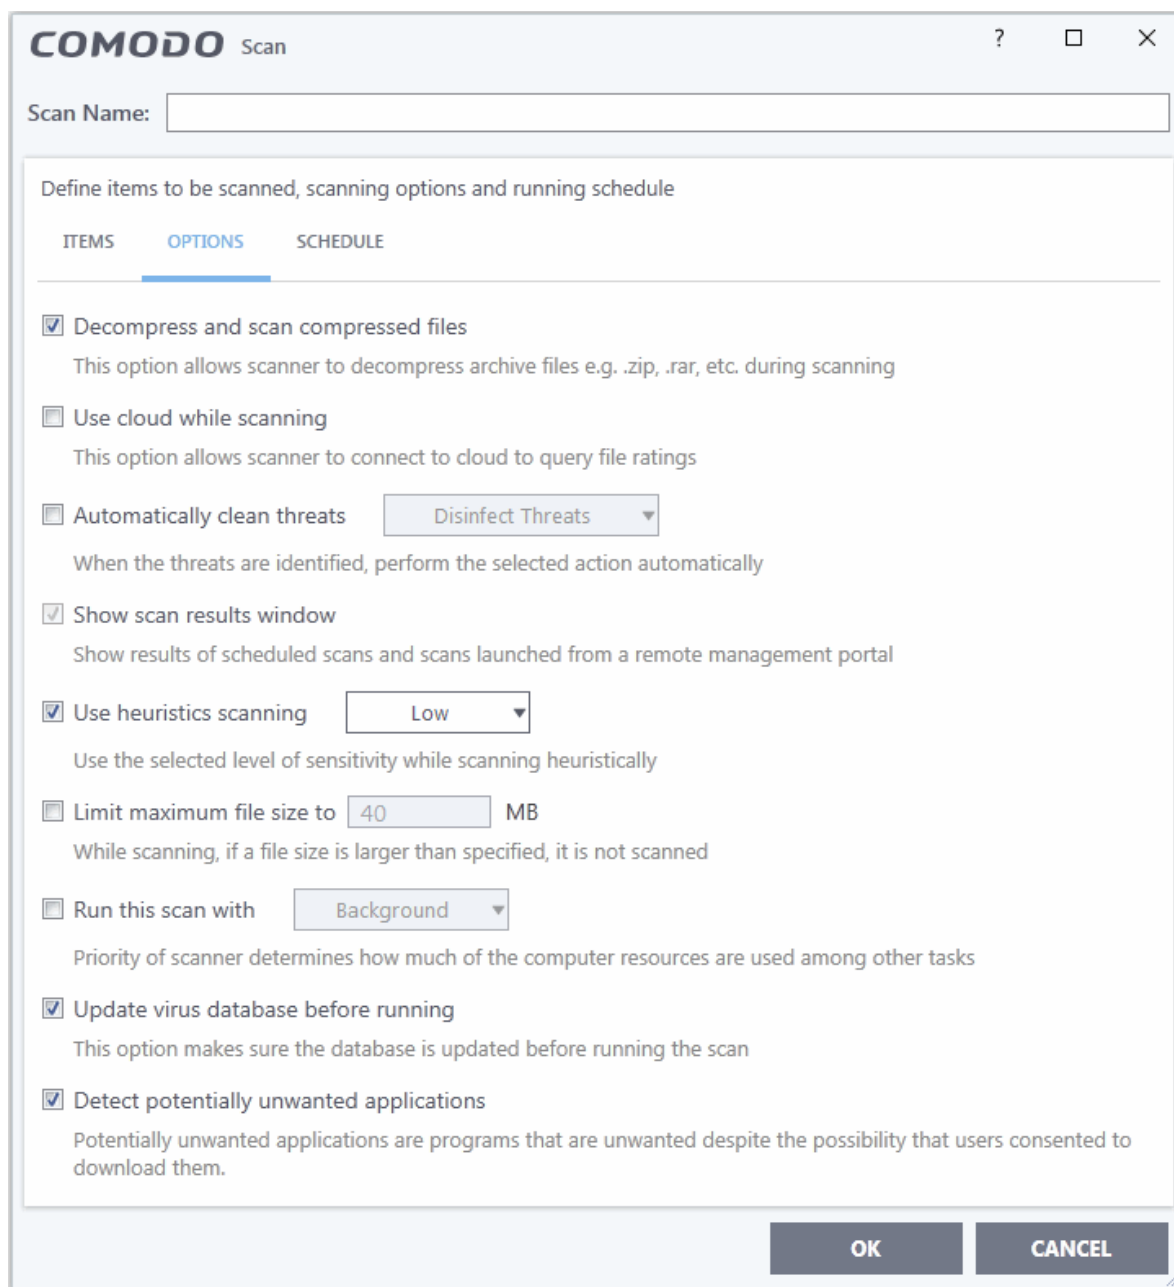 COMODO Scan ?
Scan Name:
Define items to be scanned, scanning options and running schedule
ITEMS OPTIONS SCHEDULE
Decompress and scan compressed files
This option allows scanner to decompress archive files e.g. .zip, .rar, etc. during scanning
Use cloud while scanning
This option allows scanner to connect to cloud to query file ratings
Automatically clean threats Disinfect Threats
When the threats are identified, perform the selected action automatically
Show scan results window
Show results of scheduled scans and scans launched from a remote management portal
Use heuristics scanning Low
Use the selected level of sensitivity while scanning heuristically
Limit maximum file size to 40 MB
While scanning, if a file size is larger than specified, it is not scanned
Run this scan with Background
Priority of scanner determines how much of the computer resources are used among other tasks
Update virus database before running
This option makes sure the database is updated before running the scan
Detect potentially unwanted applications
Potentially unwanted applications are programs that are unwanted despite the possibility that users consented to
download them.
OK CANCEL